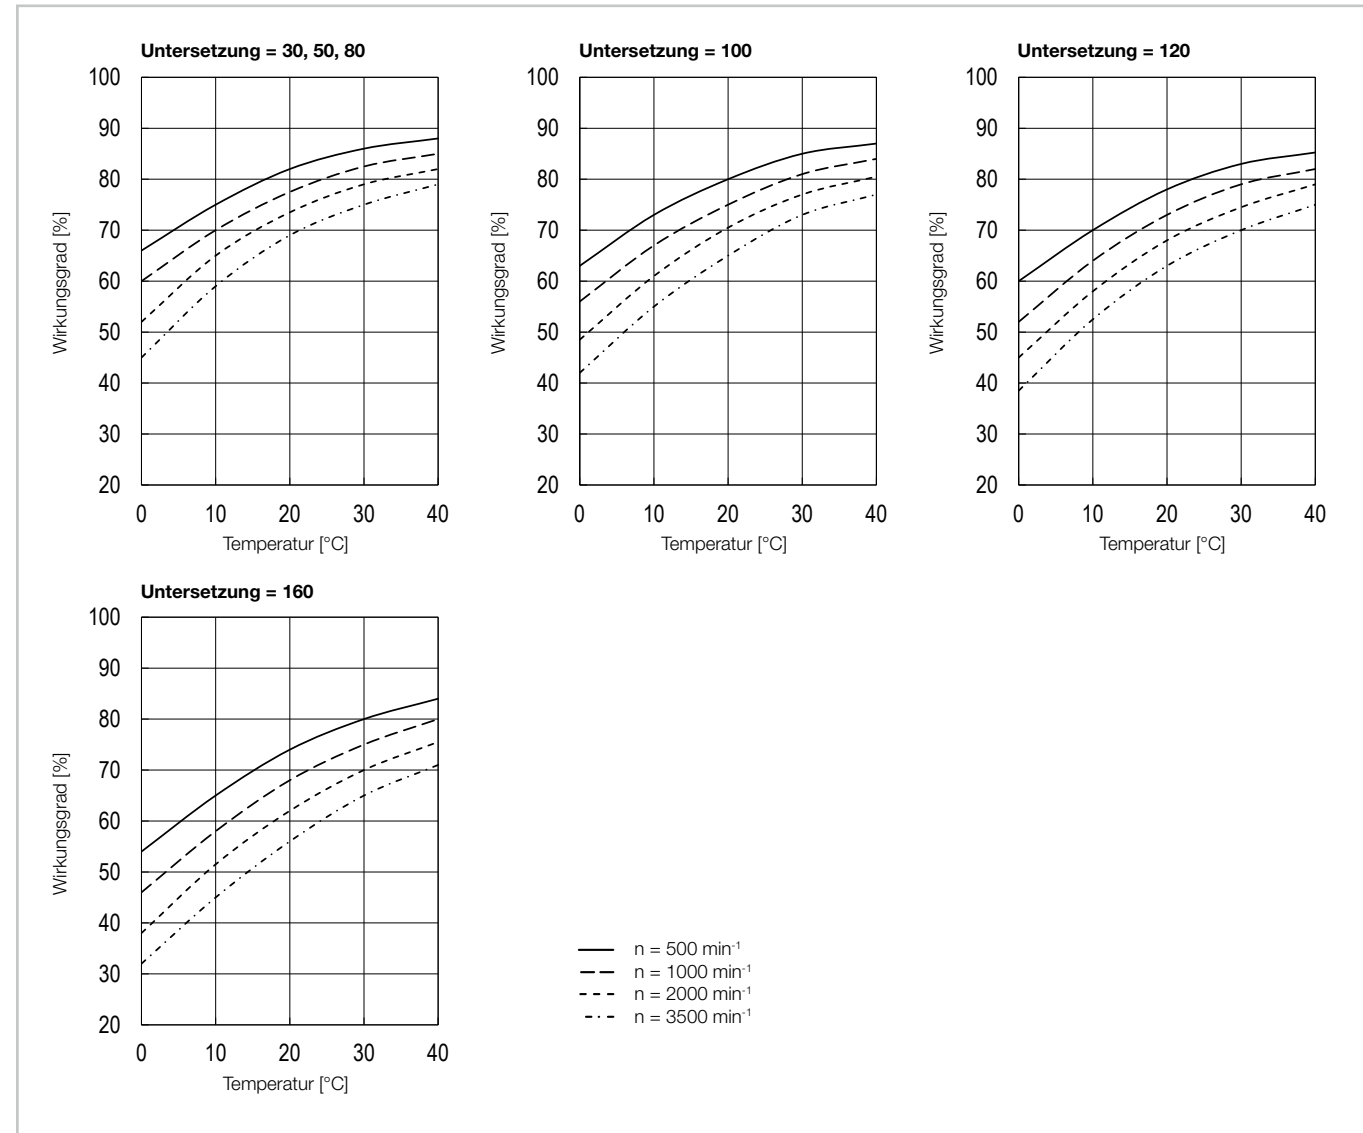 Untersetzung = 30, 50, 80
100
90
80
70
60
50
40
30
20
Wirkungsgrad [%]
0 10 20 30 40
Temperatur [°C]
Untersetzung = 100
100
90
80
70
60
50
40
30
20
Wirkungsgrad [%]
0 10 20 30 40
Temperatur [°C]
Untersetzung = 120
100
90
80
70
60
50
40
30
20
Wirkungsgrad [%]
0 10 20 30 40
Temperatur [°C]
Untersetzung = 160
100
90
80
70
60
50
40
30
20
Wirkungsgrad [%]
0 10 20 30 40
Temperatur [°C]
n = 500 min⁻¹
n = 1000 min⁻¹
n = 2000 min⁻¹
n = 3500 min⁻¹